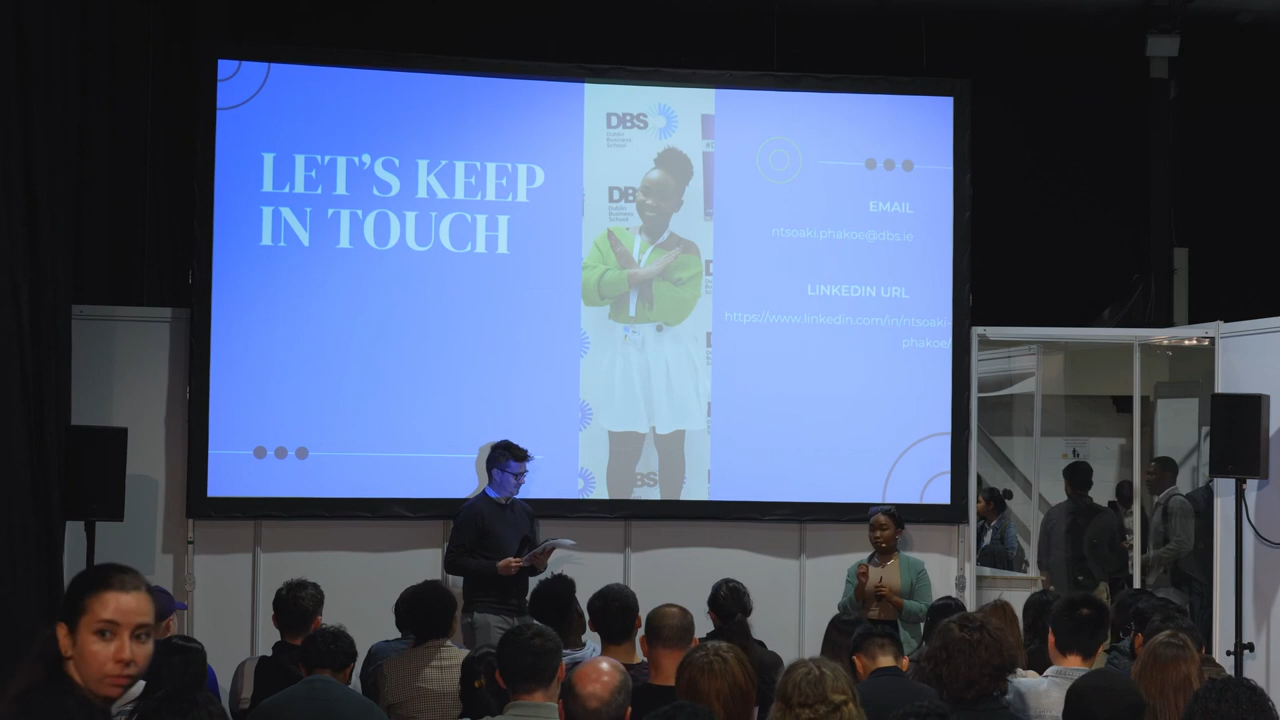 LET'S KEEP
IN TOUCH
DBS
Dublin
Business
School
DB
Dublin
Business
School
EMAIL
ntsoaki.phakoe@dbs.ie
LINKEDIN URL
https://www.linkedin.com/in/ntsoaki-
phakoe/